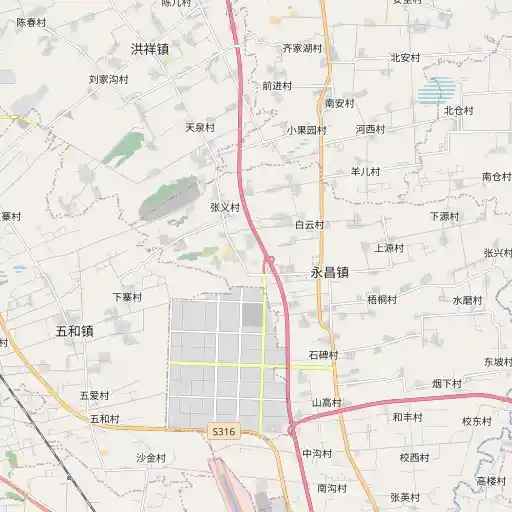 陈儿村
陈春村
洪祥镇
齐家湖村
北安村
刘家沟村
前进村
南安村
北仓村
天泉村
小果园村
河西村
羊儿村
南仓村
张义村
下源村
白云村
上源村
张兴村
永昌镇
下寨村
梧桐村
水磨村
五和镇
石碑村
东坡村
烟下村
五爱村
山高村
五和村
和丰村
校东村
S316
中沟村
沙金村
校西村
高楼村
南沟村
张英村